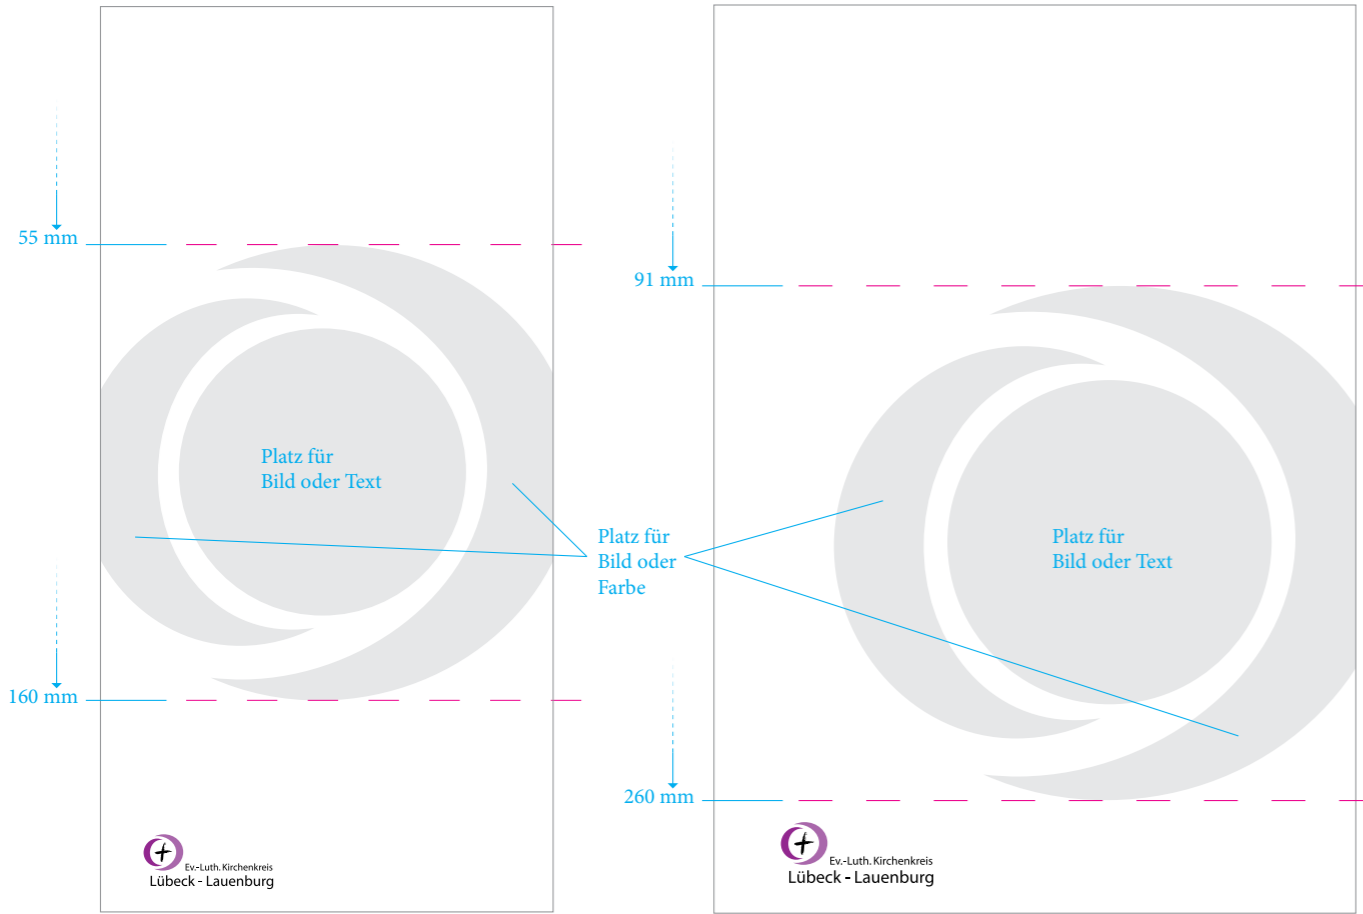 55 mm
Platz für
Bild oder Text
160 mm
Ev.-Luth. Kirchenkreis
Lübeck - Lauenburg
Platz für
Bild oder
Farbe
91 mm
Platz für
Bild oder Text
260 mm
Ev.-Luth. Kirchenkreis
Lübeck - Lauenburg